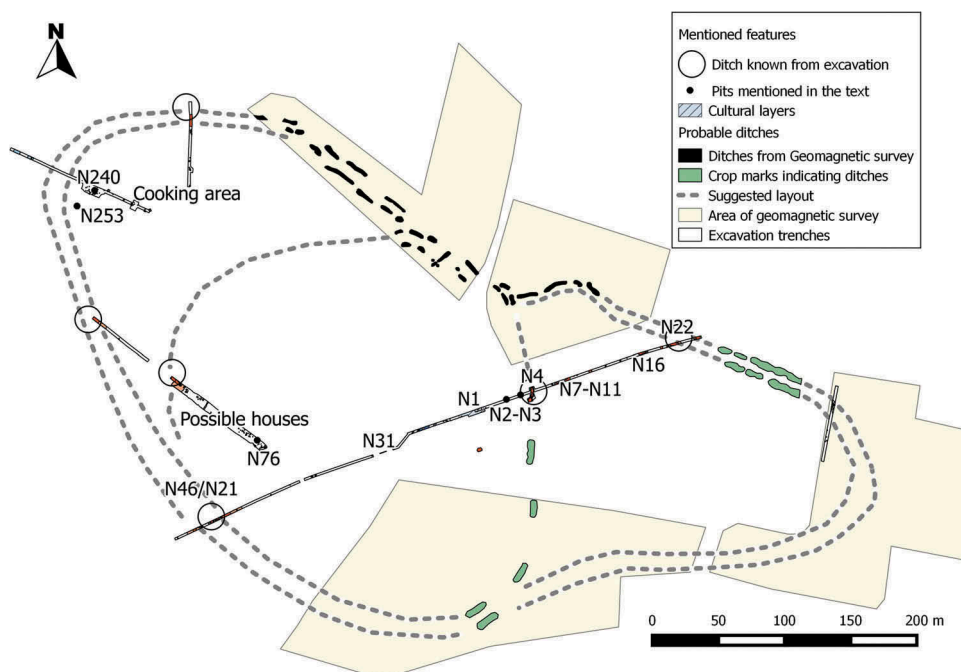 N
Mentioned features
Ditch known from excavation
Pits mentioned in the text
Cultural layers
Probable ditches
Ditches from Geomagnetic survey
Crop marks indicating ditches
Suggested layout
Area of geomagnetic survey
Excavation trenches
N240
Cooking area
N253
N22
N16
N4
N7-N11
N1
N2-N3
Possible houses
N31
N76
N46/N21
0 50 100 150 200 m